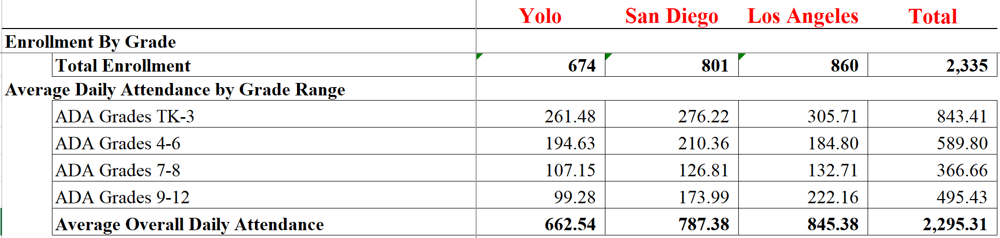 Yolo San Diego Los Angeles Total
Enrollment By Grade
Total Enrollment 674 801 860 2,335
Average Daily Attendance by Grade Range
ADA Grades TK-3 261.48 276.22 305.71 843.41
ADA Grades 4-6 194.63 210.36 184.80 589.80
ADA Grades 7-8 107.15 126.81 132.71 366.66
ADA Grades 9-12 99.28 173.99 222.16 495.43
Average Overall Daily Attendance 662.54 787.38 845.38 2,295.31